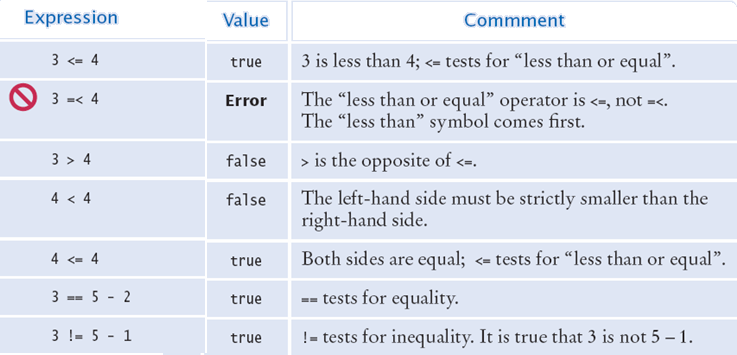 Expression Value Commment
3 <= 4 true 3 is less than 4; <= tests for “less than or equal”.
3 =< 4 Error The “less than or equal” operator is <=, not =<.
The “less than” symbol comes first.
3 > 4 false > is the opposite of <=.
4 < 4 false The left-hand side must be strictly smaller than the
right-hand side.
4 <= 4 true Both sides are equal; <= tests for “less than or equal”.
3 == 5 - 2 true == tests for equality.
3 != 5 - 1 true != tests for inequality. It is true that 3 is not 5 – 1.